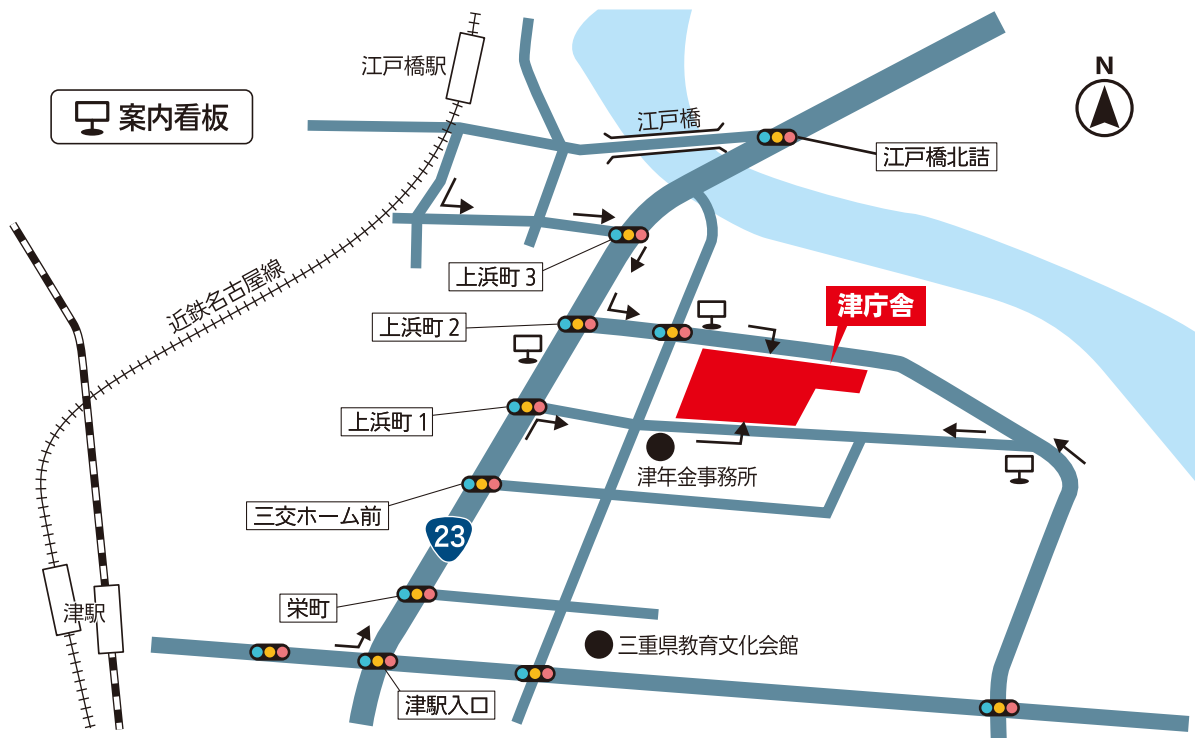 N
江戸橋駅
案内看板
江戸橋
江戸橋北詰
上浜町3
近鉄名古屋線
津庁舎
上浜町2
上浜町1
津年金事務所
三交ホーム前
23
栄町
津駅
三重県教育文化会館
津駅入口